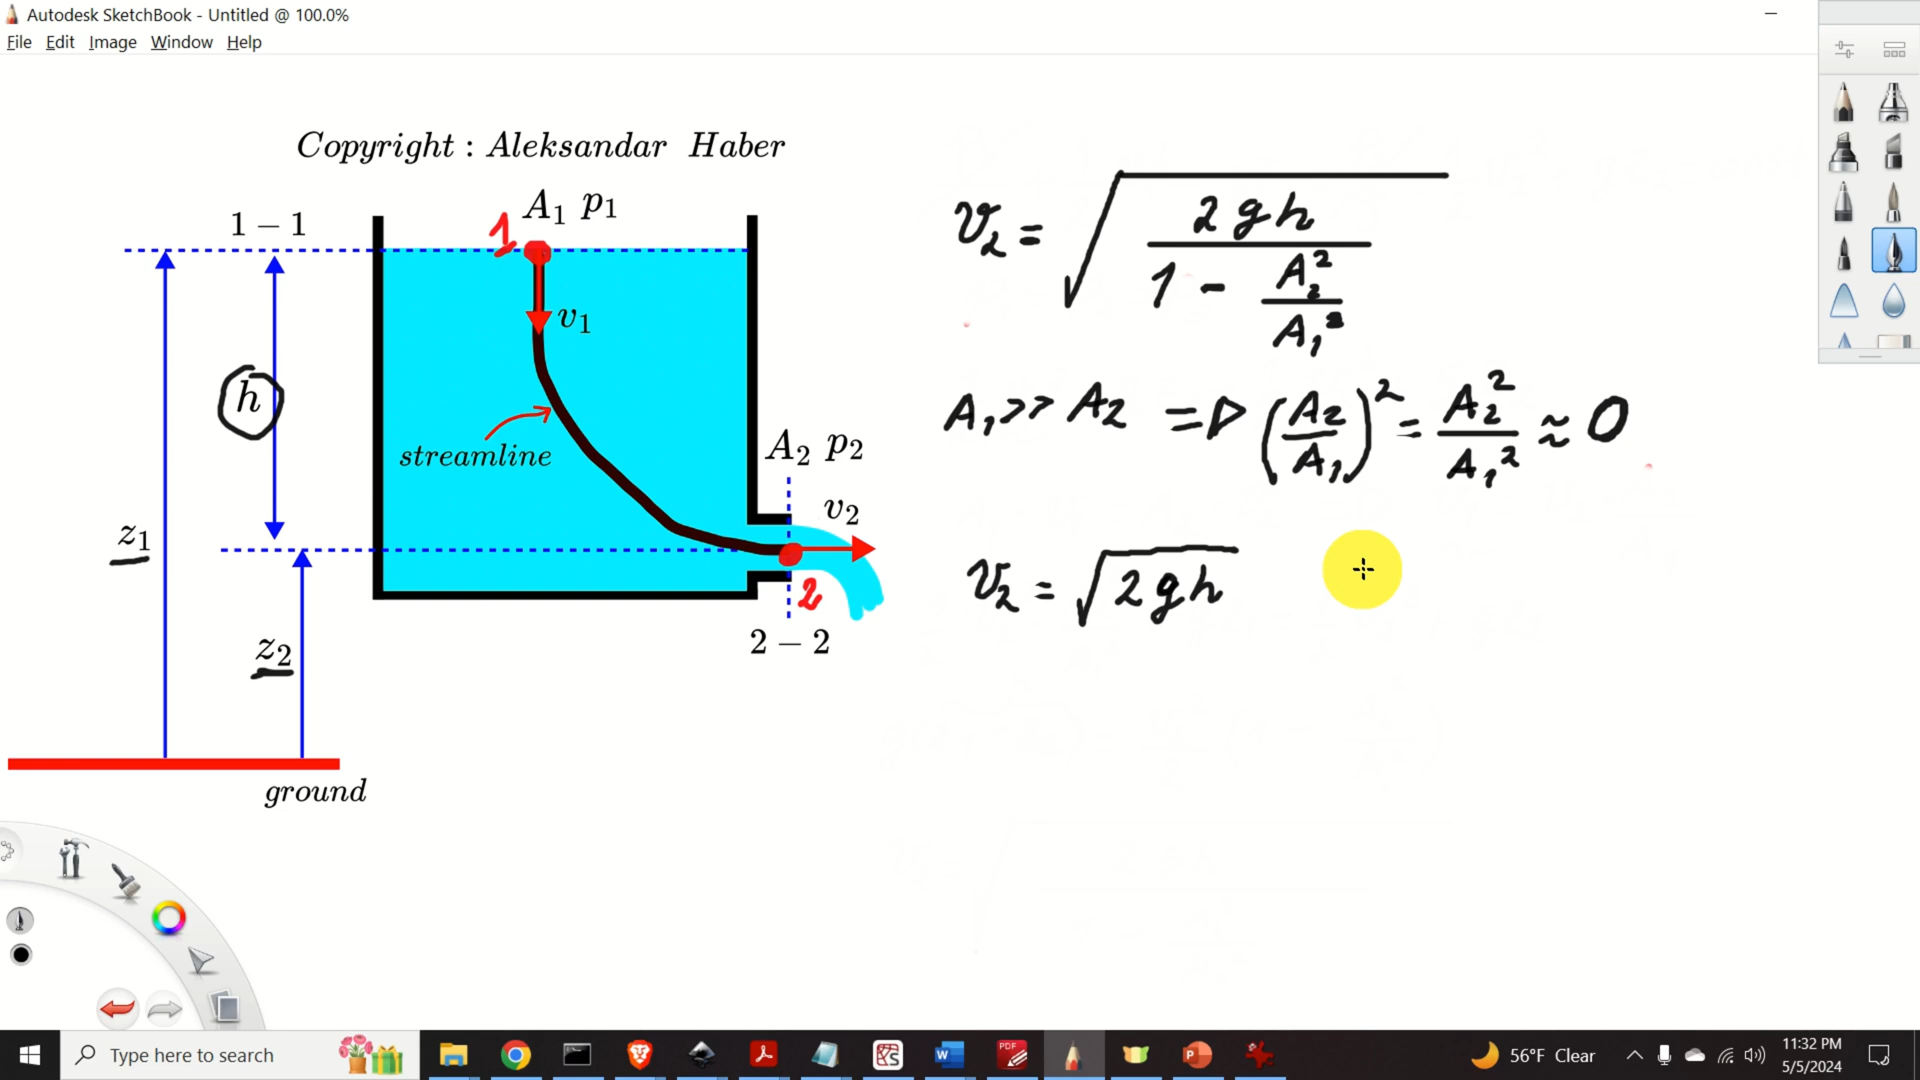 Autodesk SketchBook - Untitled @ 100.0%
File Edit Image Window Help
Copyright : Aleksandar Haber
1 − 1
1
A₁ p₁
v₁
h
streamline
z₁
z₂
A₂ p₂
v₂
2
2 − 2
ground
v₂ = √(2gh / (1 - A₂² / A₁²))
A₁ >> A₂ => (A₂ / A₁)² = A₂² / A₁² ≈ 0
v₂ = √(2gh)
PDF
Type here to search
56°F Clear
11:32 PM
5/5/2024